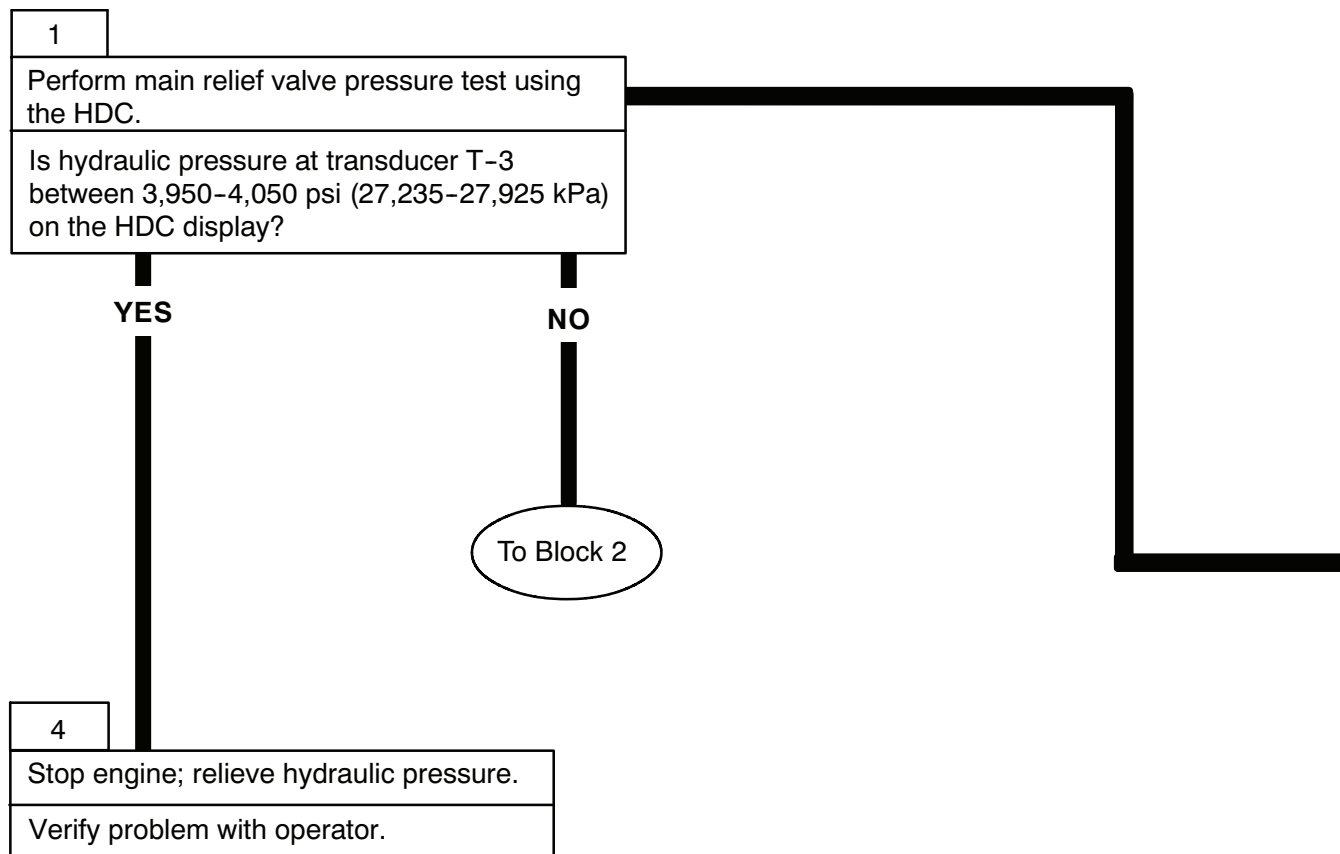 1
Perform main relief valve pressure test using
the HDC.
Is hydraulic pressure at transducer T-3
between 3,950-4,050 psi (27,235-27,925 kPa)
on the HDC display?
YES
NO
To Block 2
4
Stop engine; relieve hydraulic pressure.
Verify problem with operator.